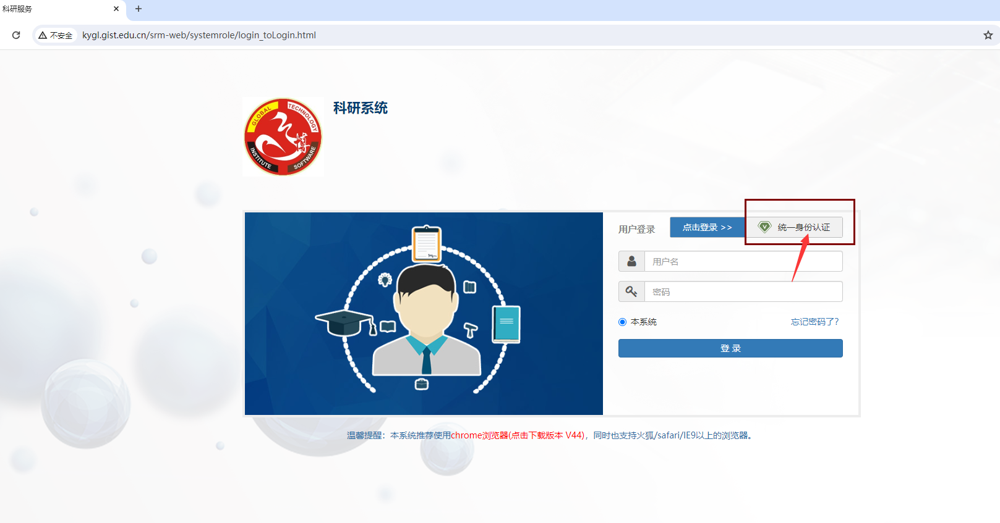 科研服务
不安全
kygl.gist.edu.cn/srm-web/systemrole/login_toLogin.html
GLOBAL TECHNOLOGY
INSTITUTE SOFTWARE
博
科研系统
用户登录
点击登录 >>
V
统一身份认证
用户名
密码
本系统
忘记密码了?
登 录
温馨提醒：本系统推荐使用chrome浏览器(点击下载版本 V44)，同时也支持火狐/safari/IE9以上的浏览器。